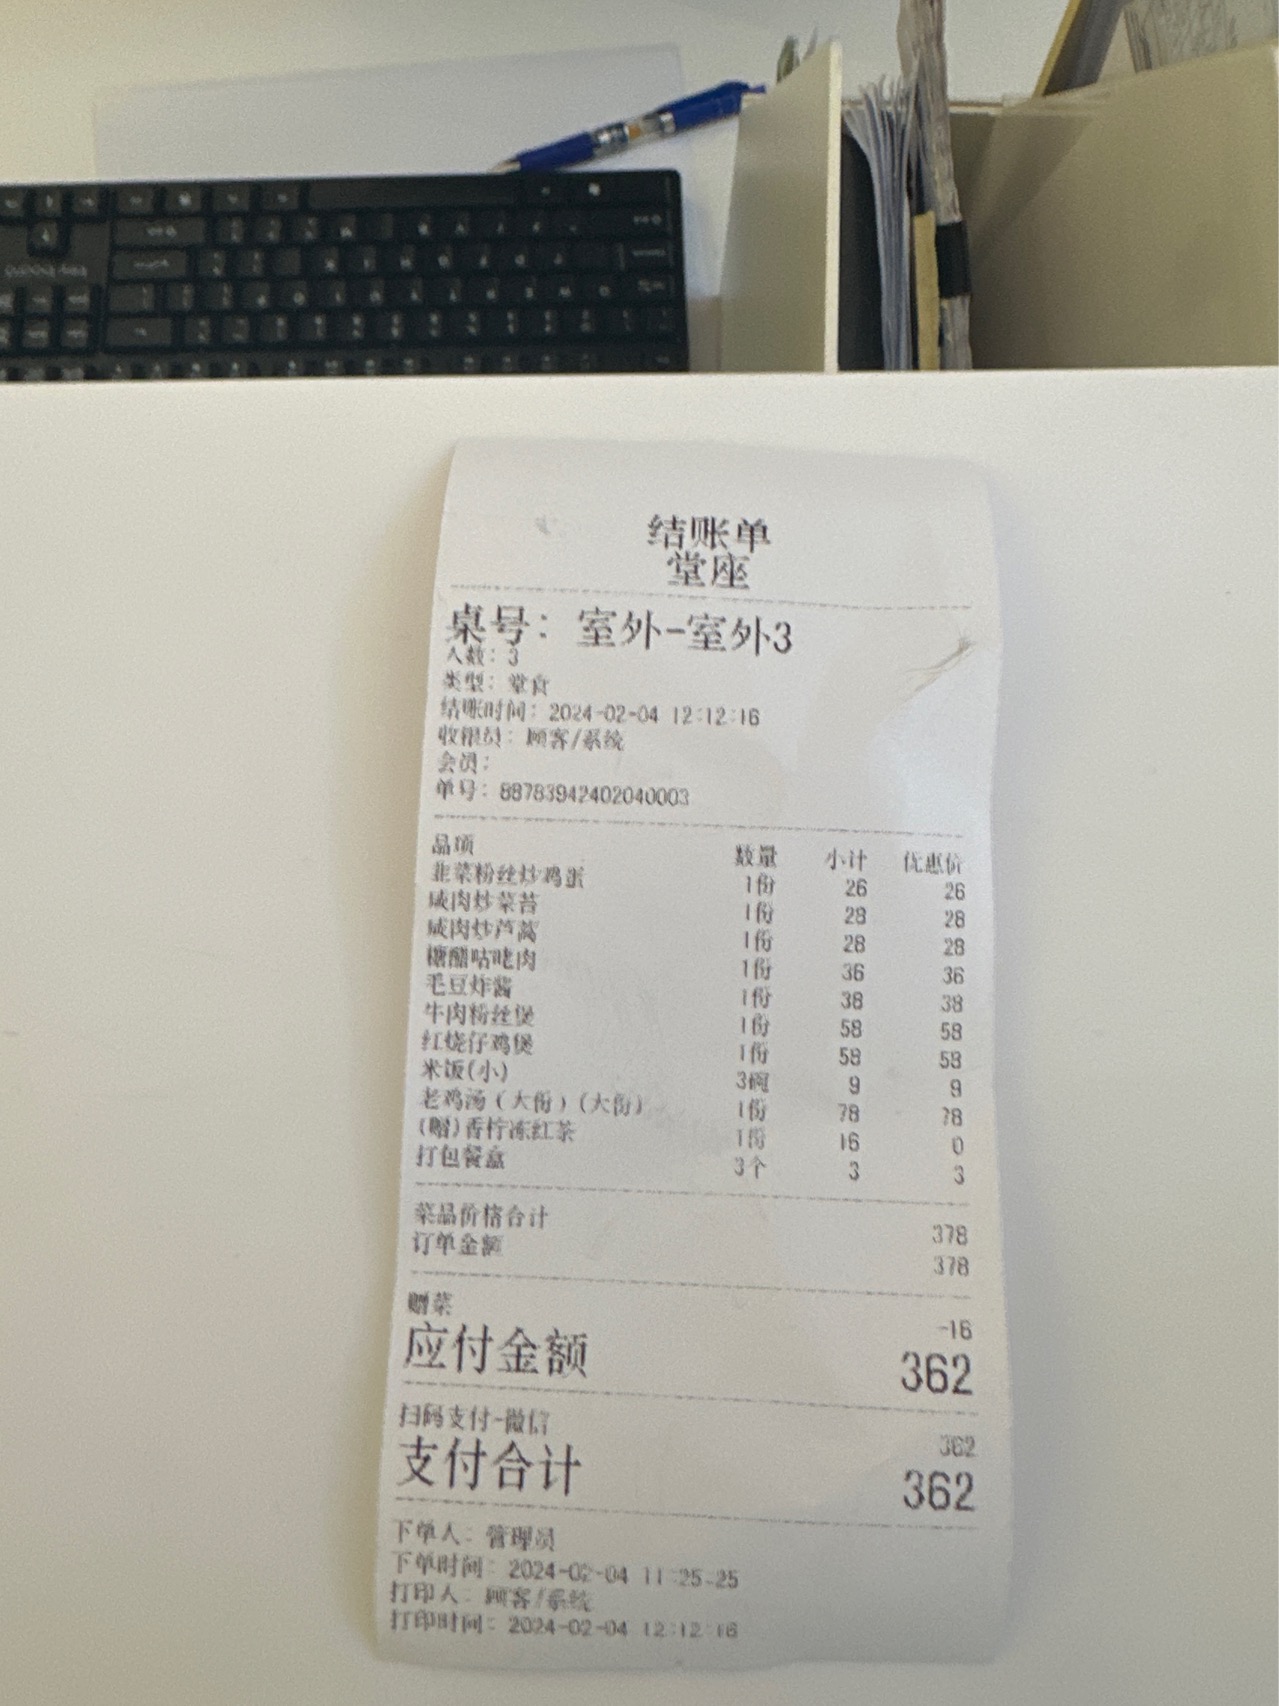 结账单
堂座
桌号：室外-室外3
人数：3
类型：堂食
结账时间：2024-02-04 12:12:16
收银员：顾客/系统
会员：
单号：88783942402040003
品项 数量 小计 优惠价
韭菜粉丝炒鸡蛋 1份 26 26
咸肉炒菜苔 1份 28 28
咸肉炒芦蒿 1份 28 28
糖醋咕咾肉 1份 36 36
毛豆炸酱 1份 38 38
牛肉粉丝煲 1份 58 58
红烧仔鸡煲 1份 58 58
米饭(小) 3碗 9 9
老鸡汤（大份）(大份) 1份 78 78
(赠)香柠冻红茶 1份 16 0
打包餐盒 3个 3 3
菜品价格合计 378
订单金额 378
赠菜 -16
应付金额 362
扫码支付-微信 362
支付合计 362
下单人：管理员
下单时间：2024-02-04 11:25:25
打印人：顾客/系统
打印时间：2024-02-04 12:12:16